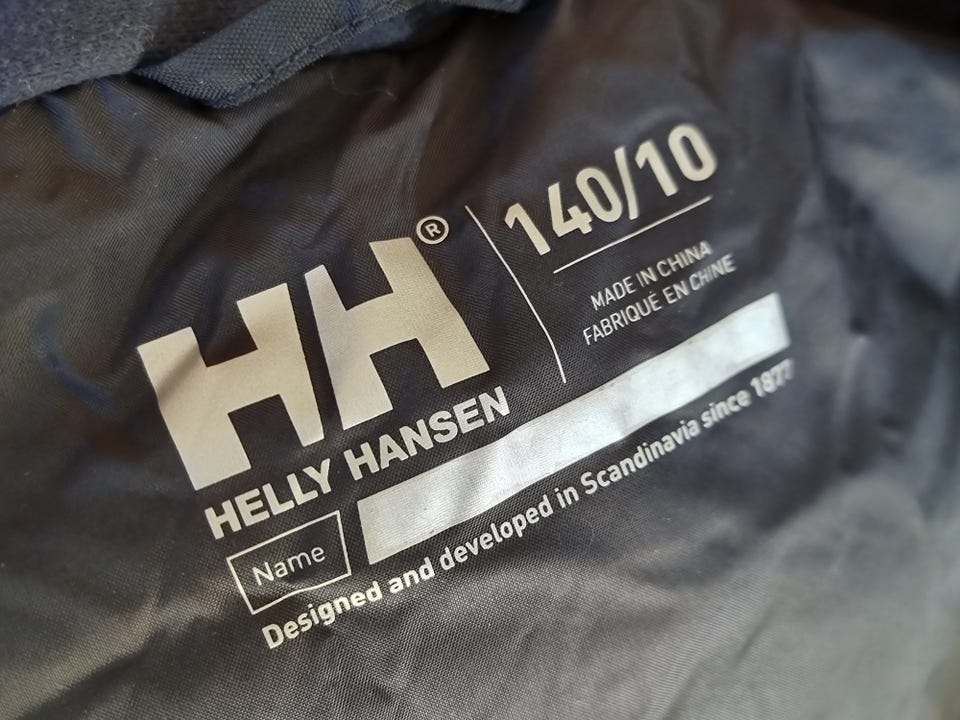 HH®
HELLY HANSEN
140/10
MADE IN CHINA
FABRIQUÉ EN CHINE
Name
Designed and developed in Scandinavia since 1877